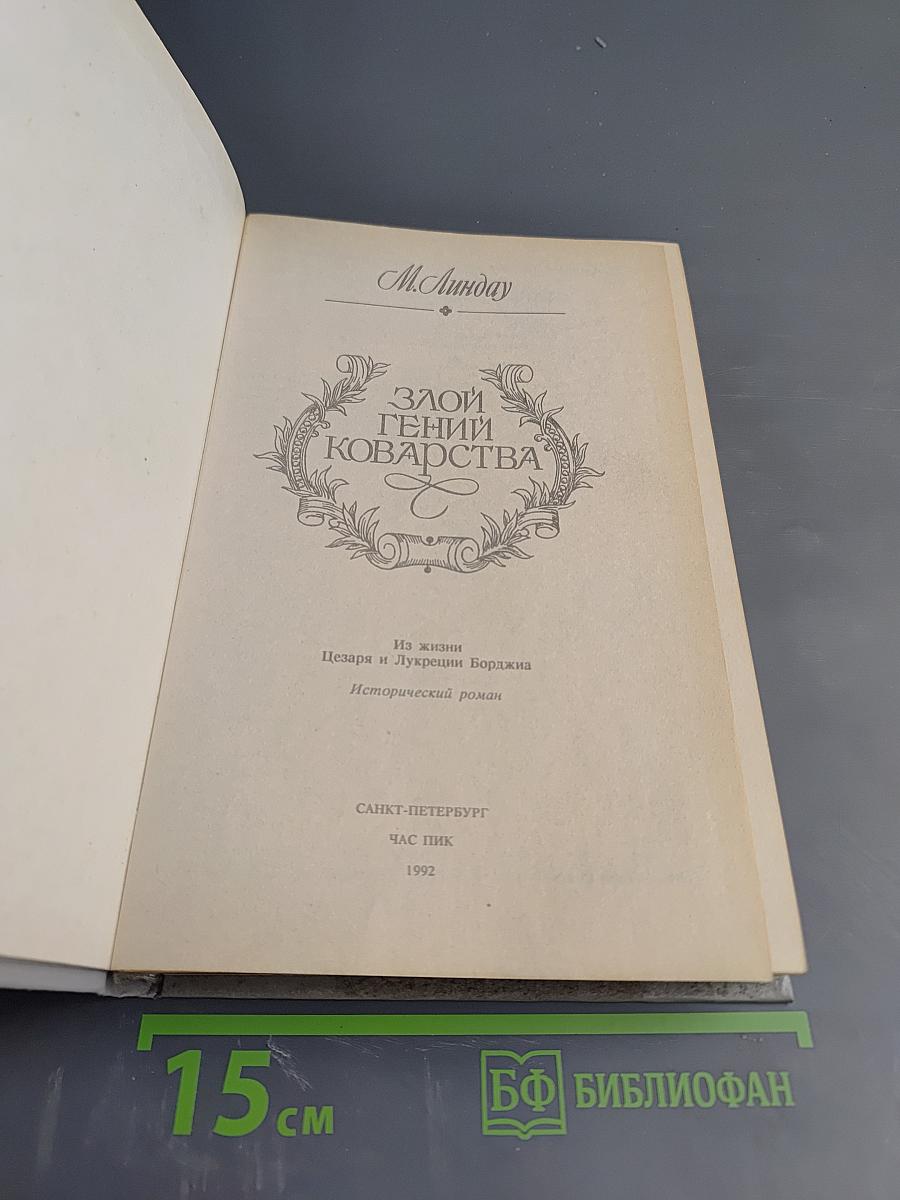 М.Линдау
ЗЛОЙ
ГЕНИЙ
КОВАРСТВА
Из жизни
Цезаря и Лукреции Борджиа
Исторический роман
САНКТ-ПЕТЕРБУРГ
ЧАС ПИК
1992
15 см
БФ БИБЛИОФАН